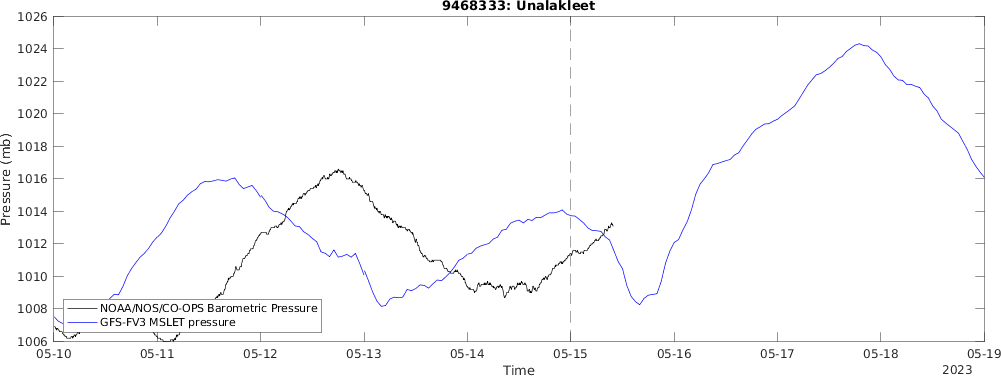 9468333: Unalakleet
1026
1024
1022
1020
1018
1016
1014
1012
1010
1008
1006
Pressure (mb)
NOAA/NOS/CO-OPS Barometric Pressure
GFS-FV3 MSLET pressure
05-10 05-11 05-12 05-13 05-14 05-15 05-16 05-17 05-18 05-19
Time
2023